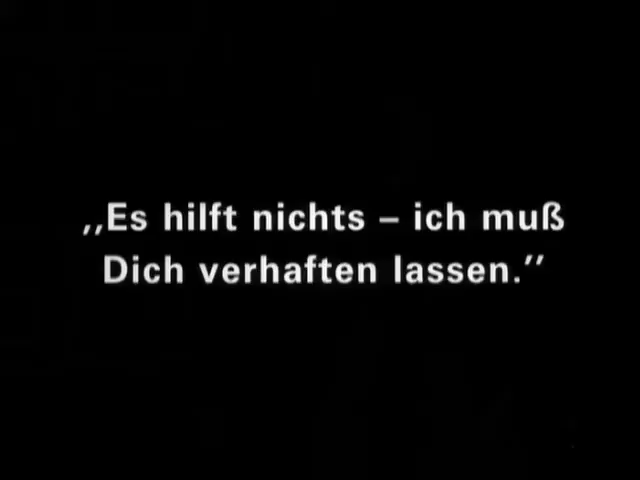 ,,Es hilft nichts – ich muß
Dich verhaften lassen.”